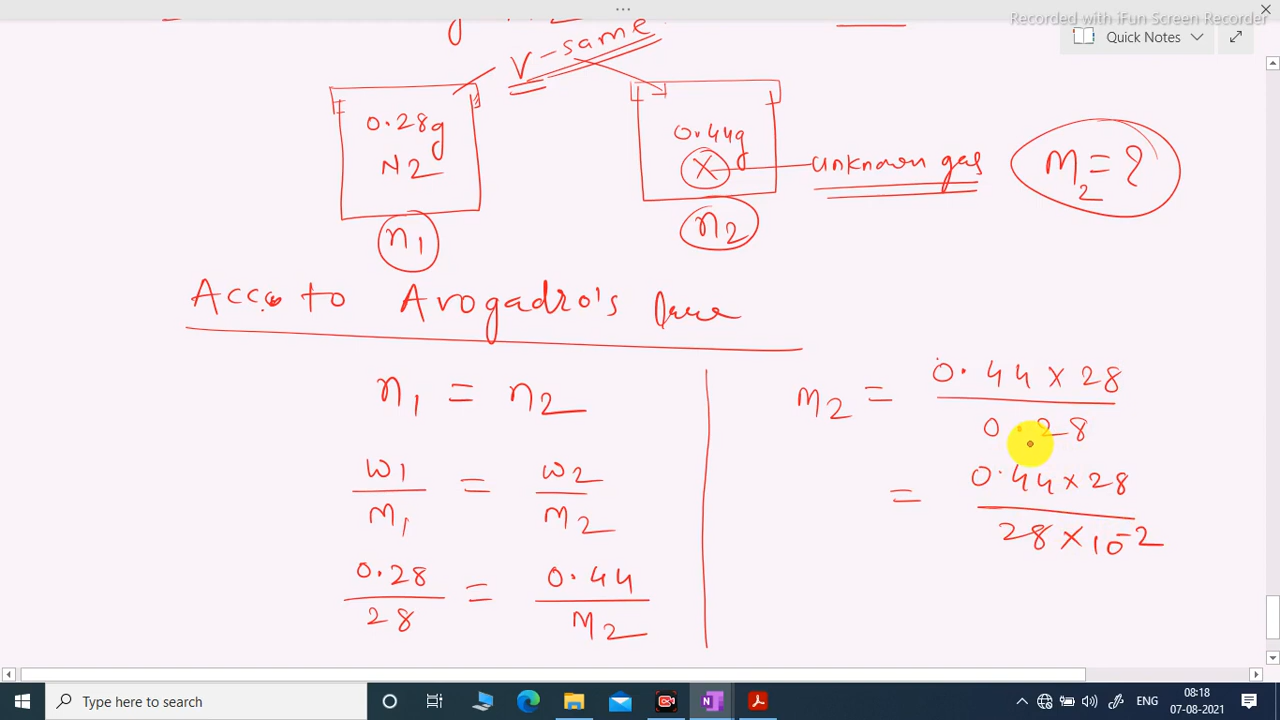 Recorded with iFun Screen Recorder
Quick Notes
V - same
0.28g
N2
0.44g
X
unknown gas
M2 = ?
n1
n2
Acc. to Avogadro's
n1 = n2
w1/M1 = w2/M2
0.28/28 = 0.44/M2
M2 = 0.44 × 28/0.28
= 0.44 × 28/28 × 10-2
Type here to search
ENG
08:18
07-08-2021